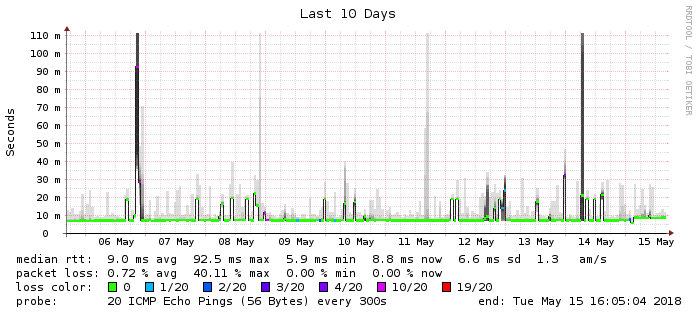 Last 10 Days
RRDTOOL / TOBI OETIKER
Seconds
110 m
100 m
90 m
80 m
70 m
60 m
50 m
40 m
30 m
20 m
10 m
0
06 May 07 May 08 May 09 May 10 May 11 May 12 May 13 May 14 May 15 May
median rtt: 9.0 ms avg 92.5 ms max 5.9 ms min 8.8 ms now 6.6 ms sd 1.3 am/s
packet loss: 0.72 % avg 40.11 % max 0.00 % min 0.00 % now
loss color: 0 1/20 2/20 3/20 4/20 10/20 19/20
probe: 20 ICMP Echo Pings (56 Bytes) every 300s end: Tue May 15 16:05:04 2018